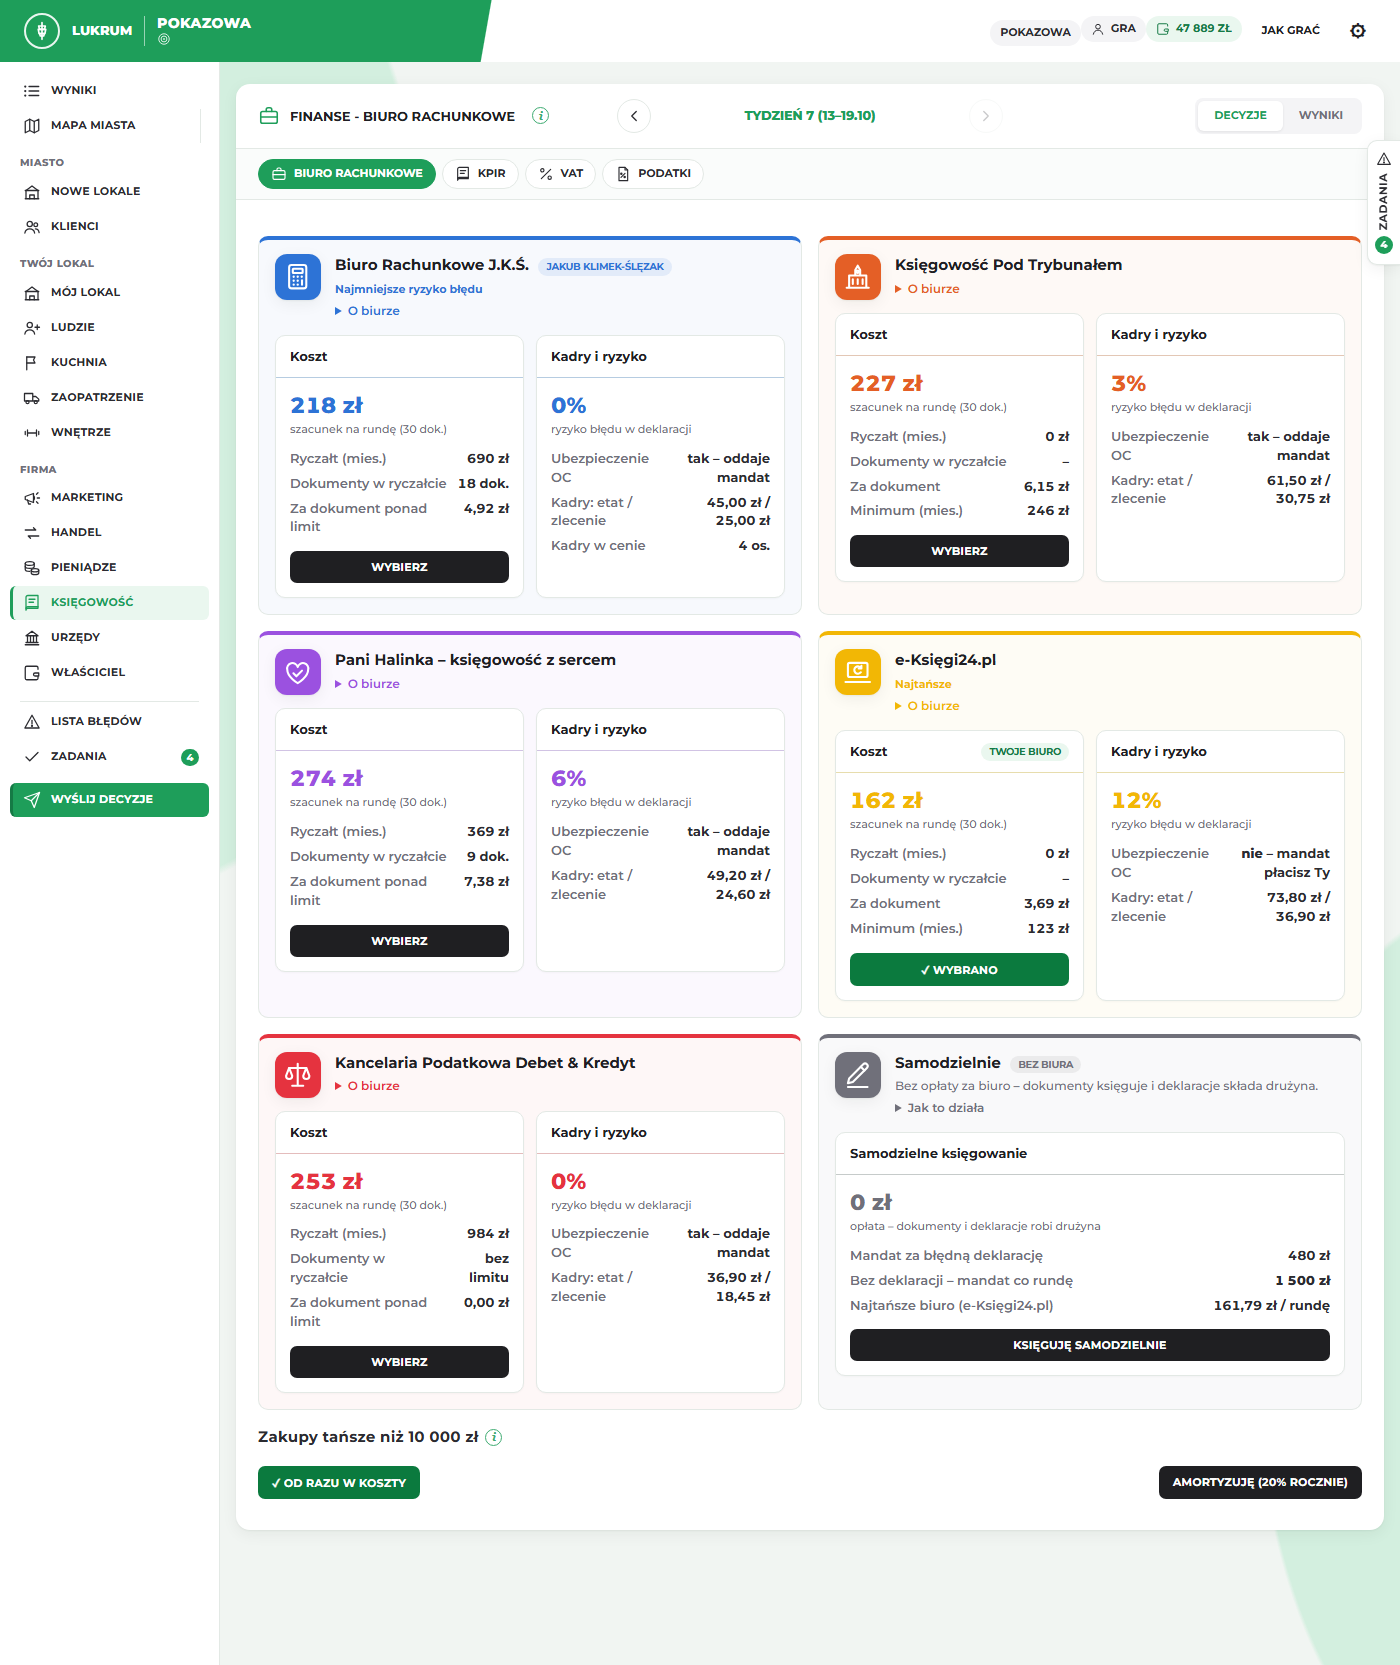 LUKRUM
POKAZOWA
POKAZOWA
GRA
47 889 ZŁ
JAK GRAĆ
WYNIKI
MAPA MIASTA
MIASTO
NOWE LOKALE
KLIENCI
TWÓJ LOKAL
MÓJ LOKAL
LUDZIE
KUCHNIA
ZAOPATRZENIE
WNĘTRZE
FIRMA
MARKETING
HANDEL
PIENIĄDZE
KSIĘGOWOŚĆ
URZĘDY
WŁAŚCICIEL
LISTA BŁĘDÓW
ZADANIA 4
WYŚLIJ DECYZJE
FINANSE - BIURO RACHUNKOWE i
TYDZIEŃ 7 (13–19.10)
DECYZJE WYNIKI
BIURO RACHUNKOWE KPIR VAT PODATKI
ZADANIA 4
Biuro Rachunkowe J.K.Ś. JAKUB KLIMEK-ŚLĘZAK
Najmniejsze ryzyko błędu
O biurze
Koszt
218 zł
szacunek na rundę (30 dok.)
Ryczałt (mies.) 690 zł
Dokumenty w ryczałcie 18 dok.
Za dokument ponad 4,92 zł
limit
WYBIERZ
Kadry i ryzyko
0%
ryzyko błędu w deklaracji
Ubezpieczenie tak – oddaje
OC mandat
Kadry: etat / 45,00 zł /
zlecenie 25,00 zł
Kadry w cenie 4 os.
Księgowość Pod Trybunałem
O biurze
Koszt
227 zł
szacunek na rundę (30 dok.)
Ryczałt (mies.) 0 zł
Dokumenty w ryczałcie –
Za dokument 6,15 zł
Minimum (mies.) 246 zł
WYBIERZ
Kadry i ryzyko
3%
ryzyko błędu w deklaracji
Ubezpieczenie tak – oddaje
OC mandat
Kadry: etat / 61,50 zł /
zlecenie 30,75 zł
Pani Halinka – księgowość z sercem
O biurze
Koszt
274 zł
szacunek na rundę (30 dok.)
Ryczałt (mies.) 369 zł
Dokumenty w ryczałcie 9 dok.
Za dokument ponad 7,38 zł
limit
WYBIERZ
Kadry i ryzyko
6%
ryzyko błędu w deklaracji
Ubezpieczenie tak – oddaje
OC mandat
Kadry: etat / 49,20 zł /
zlecenie 24,60 zł
e-Księgi24.pl
Najtańsze
O biurze
Koszt TWOJE BIURO
162 zł
szacunek na rundę (30 dok.)
Ryczałt (mies.) 0 zł
Dokumenty w ryczałcie –
Za dokument 3,69 zł
Minimum (mies.) 123 zł
✓ WYBRANO
Kadry i ryzyko
12%
ryzyko błędu w deklaracji
Ubezpieczenie nie – mandat
OC płacisz Ty
Kadry: etat / 73,80 zł /
zlecenie 36,90 zł
Kancelaria Podatkowa Debet & Kredyt
O biurze
Koszt
253 zł
szacunek na rundę (30 dok.)
Ryczałt (mies.) 984 zł
Dokumenty w bez
ryczałcie limitu
Za dokument ponad 0,00 zł
limit
WYBIERZ
Kadry i ryzyko
0%
ryzyko błędu w deklaracji
Ubezpieczenie tak – oddaje
OC mandat
Kadry: etat / 36,90 zł /
zlecenie 18,45 zł
Samodzielnie BEZ BIURA
Bez opłaty za biuro – dokumenty księguje i deklaracje składa drużyna.
Jak to działa
Samodzielne księgowanie
0 zł
opłata – dokumenty i deklaracje robi drużyna
Mandat za błędną deklarację 480 zł
Bez deklaracji – mandat co rundę 1 500 zł
Najtańsze biuro (e-Księgi24.pl) 161,79 zł / rundę
KSIĘGUJĘ SAMODZIELNIE
Zakupy tańsze niż 10 000 zł i
✓ OD RAZU W KOSZTY
AMORTYZUJĘ (20% ROCZNIE)